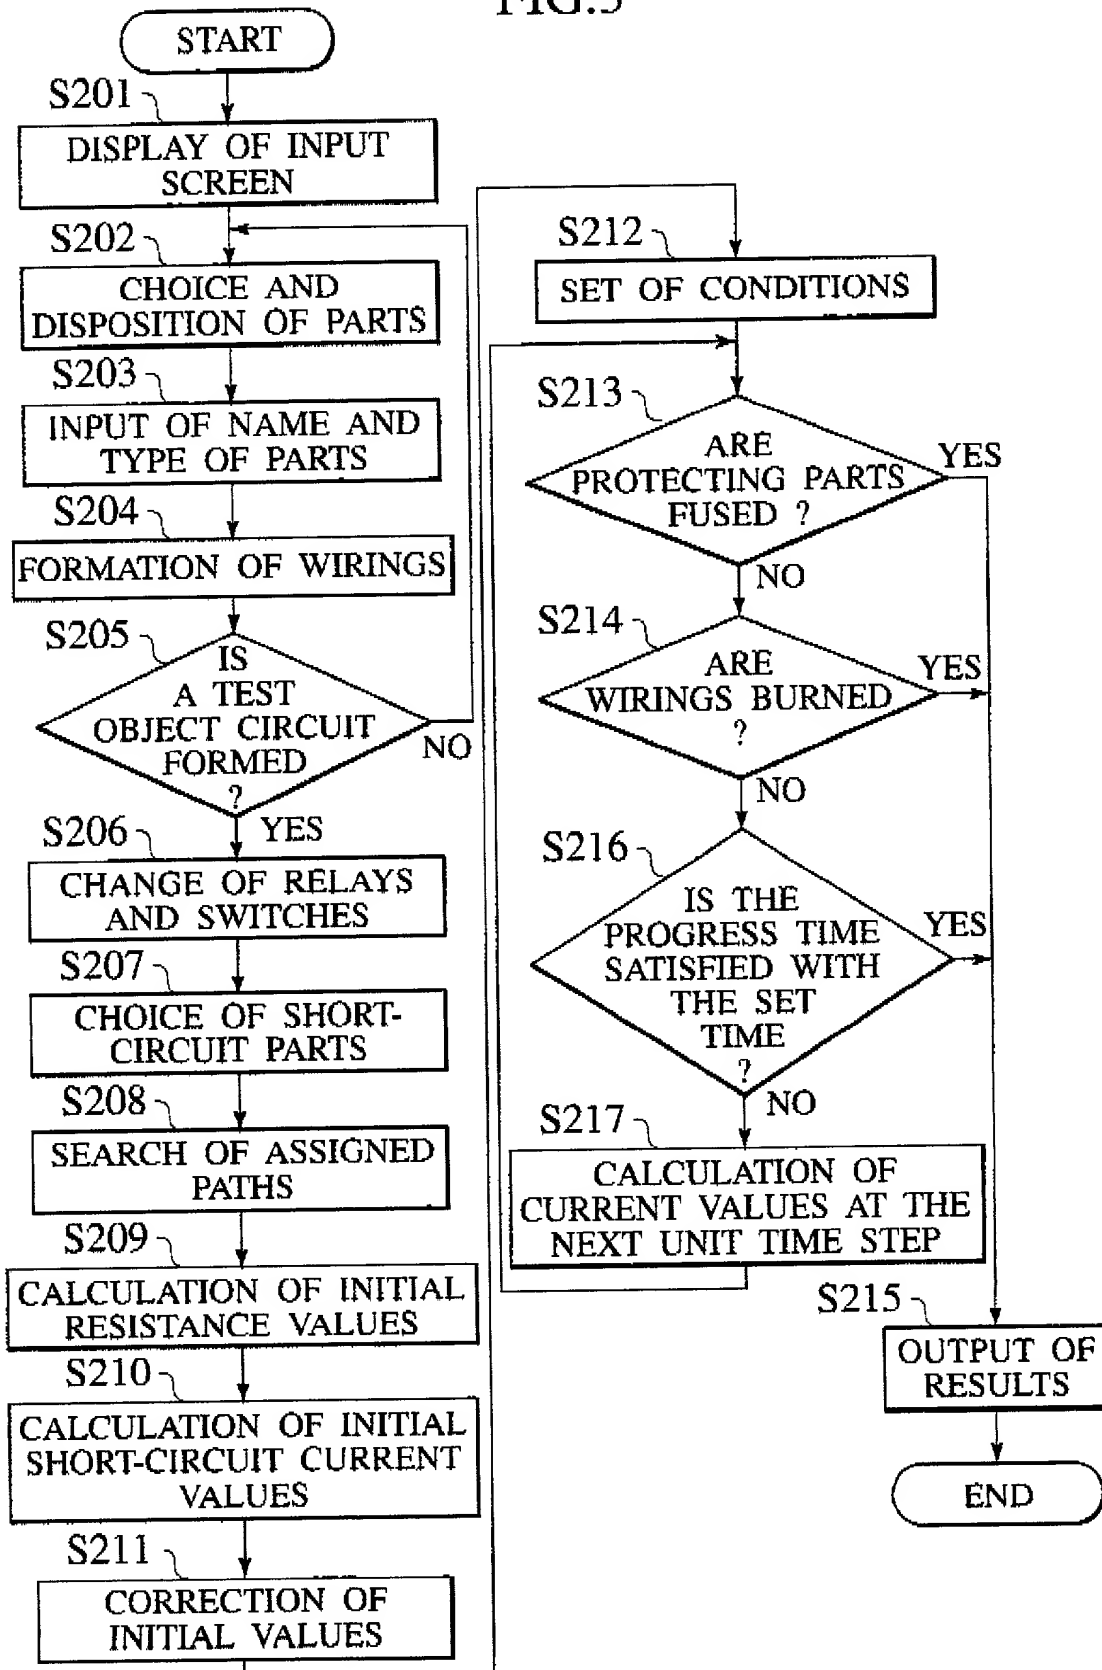 FIG.5
START
S201
DISPLAY OF INPUT
SCREEN
S202
CHOICE AND
DISPOSITION OF PARTS
S203
INPUT OF NAME AND
TYPE OF PARTS
S204
FORMATION OF WIRINGS
S205
IS
A TEST
OBJECT CIRCUIT
FORMED
?
NO
YES
S206
CHANGE OF RELAYS
AND SWITCHES
S207
CHOICE OF SHORT-
CIRCUIT PARTS
S208
SEARCH OF ASSIGNED
PATHS
S209
CALCULATION OF INITIAL
RESISTANCE VALUES
S210
CALCULATION OF INITIAL
SHORT-CIRCUIT CURRENT
VALUES
S211
CORRECTION OF
INITIAL VALUES
S212
SET OF CONDITIONS
S213
ARE
PROTECTING PARTS
FUSED ?
YES
NO
S214
ARE
WIRINGS BURNED
?
YES
NO
S216
IS THE
PROGRESS TIME
SATISFIED WITH
THE SET
TIME
?
YES
NO
S217
CALCULATION OF
CURRENT VALUES AT THE
NEXT UNIT TIME STEP
S215
OUTPUT OF
RESULTS
END